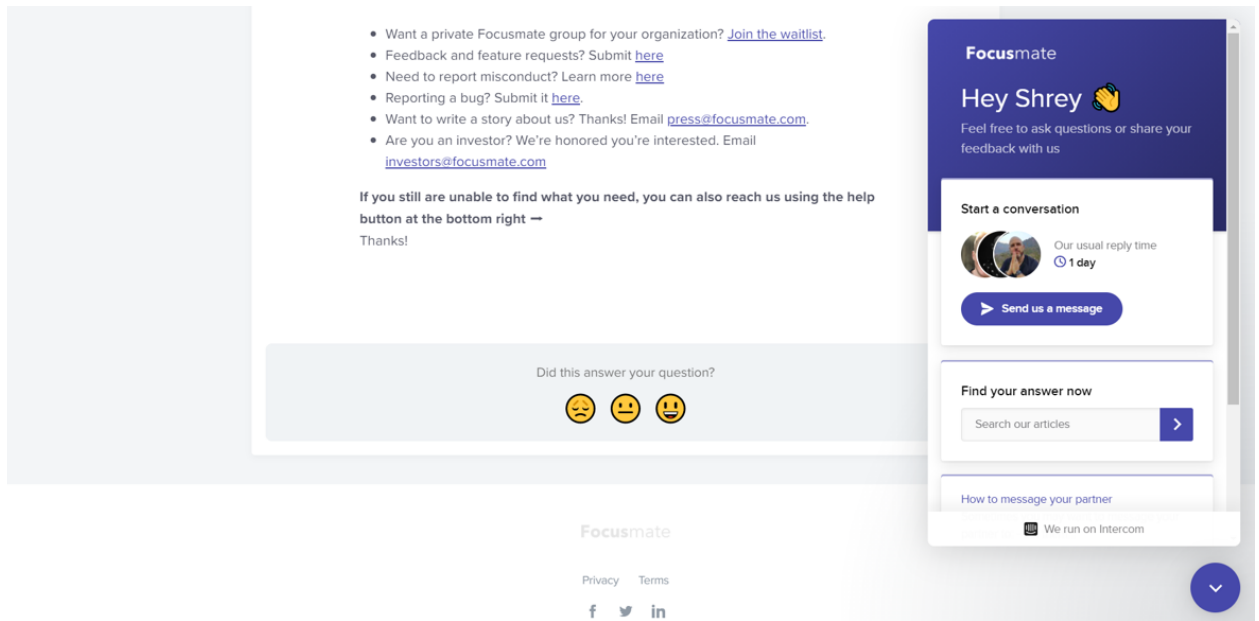 Want a private Focusmate group for your organization? Join the waitlist.
Feedback and feature requests? Submit here
Need to report misconduct? Learn more here
Reporting a bug? Submit it here.
Want to write a story about us? Thanks! Email press@focusmate.com.
Are you an investor? We're honored you're interested. Email
investors@focusmate.com
If you still are unable to find what you need, you can also reach us using the help
button at the bottom right →
Thanks!
Did this answer your question?
Focusmate
Privacy Terms
Focusmate
Hey Shrey 👋
Feel free to ask questions or share your
feedback with us
Start a conversation
Our usual reply time
1 day
Send us a message
Find your answer now
Search our articles
How to message your partner
We run on Intercom